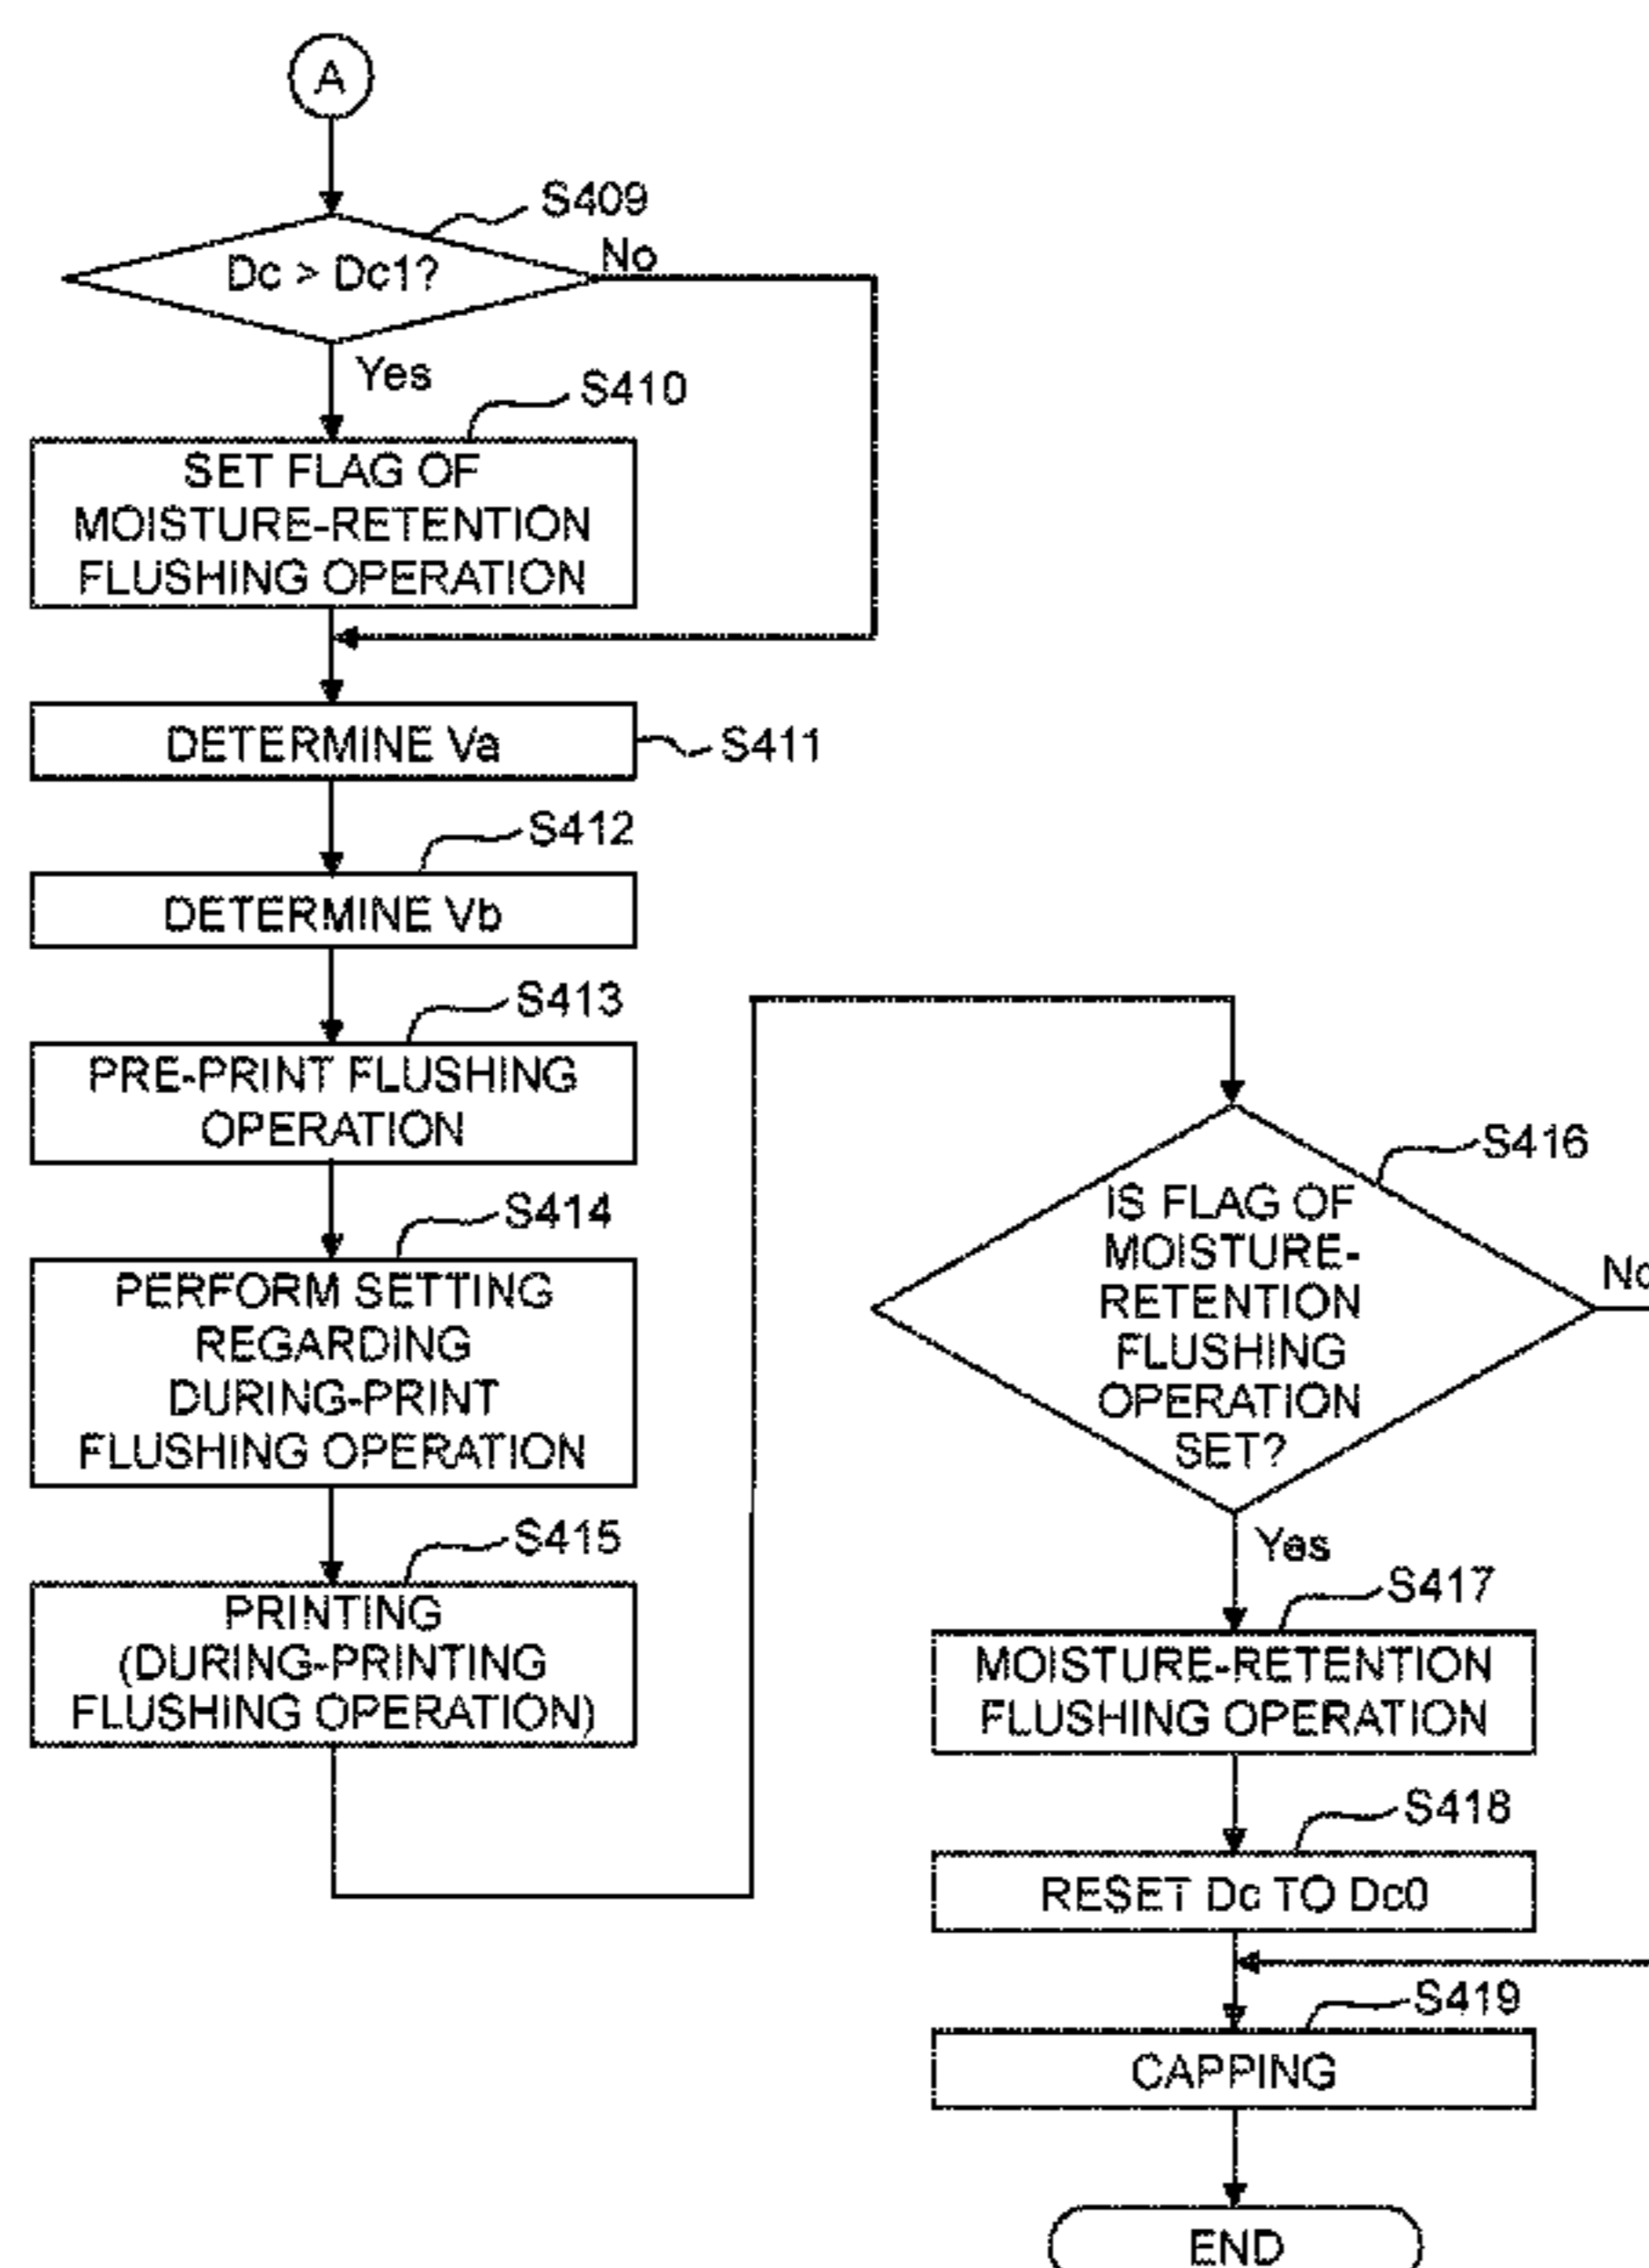 A
S409
Dc > Dc1?
No
Yes
S410
SET FLAG OF
MOISTURE-RETENTION
FLUSHING OPERATION
DETERMINE Va
S411
S412
DETERMINE Vb
S413
PRE-PRINT FLUSHING
OPERATION
S414
PERFORM SETTING
REGARDING
DURING-PRINT
FLUSHING OPERATION
S415
PRINTING
(DURING-PRINTING
FLUSHING OPERATION)
S416
IS FLAG OF
MOISTURE-
RETENTION
FLUSHING
OPERATION
SET?
No
Yes
S417
MOISTURE-RETENTION
FLUSHING OPERATION
S418
RESET Dc TO Dc0
S419
CAPPING
END